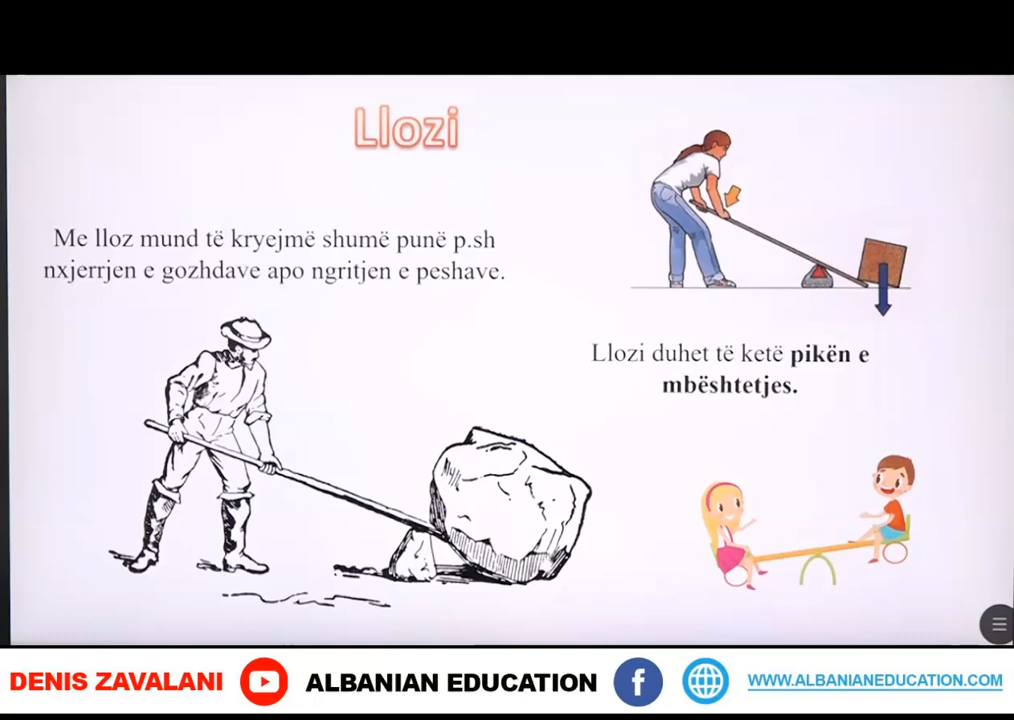 Llozi
Me lloz mund të kryejmë shumë punë p.sh
nxjerrjen e gozhdave apo ngritjen e peshave.
Llozi duhet të ketë pikën e
mbështetjes.
DENIS ZAVALANI
ALBANIAN EDUCATION
WWW.ALBANIANEDUCATION.COM